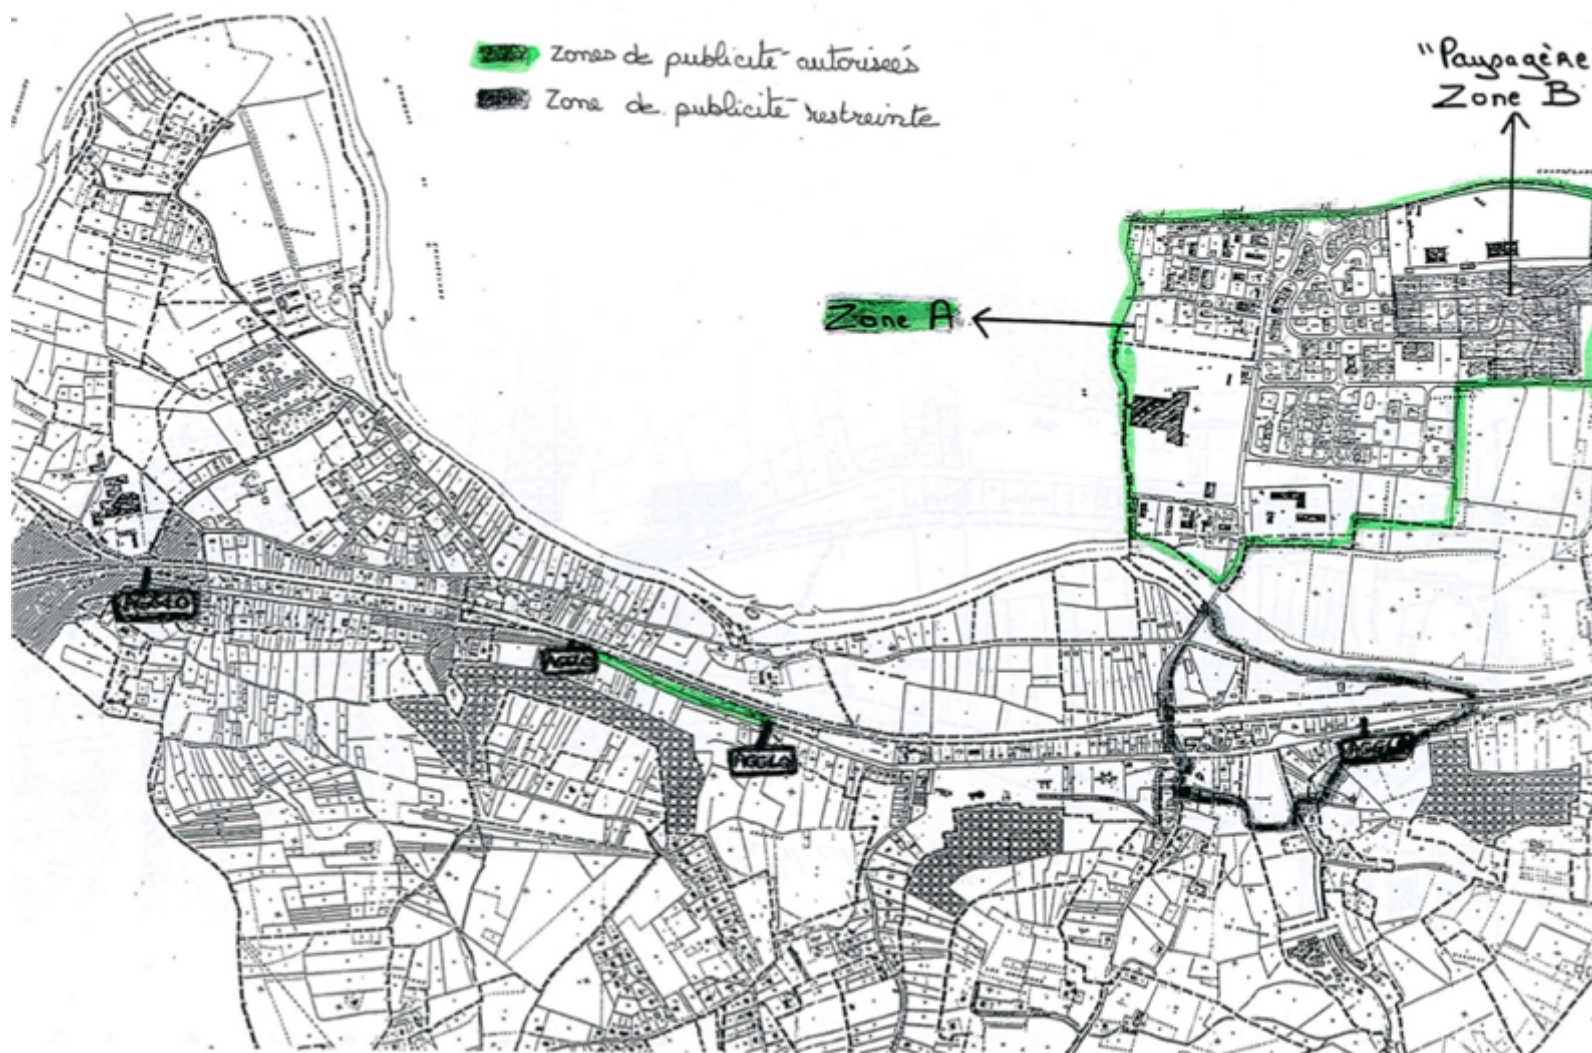 Zones de publicité autorisées
Zone de publicité restreinte
"Paysagère
Zone B
Zone A
AGGLO
AGGLO
AGGLO
AGGLO